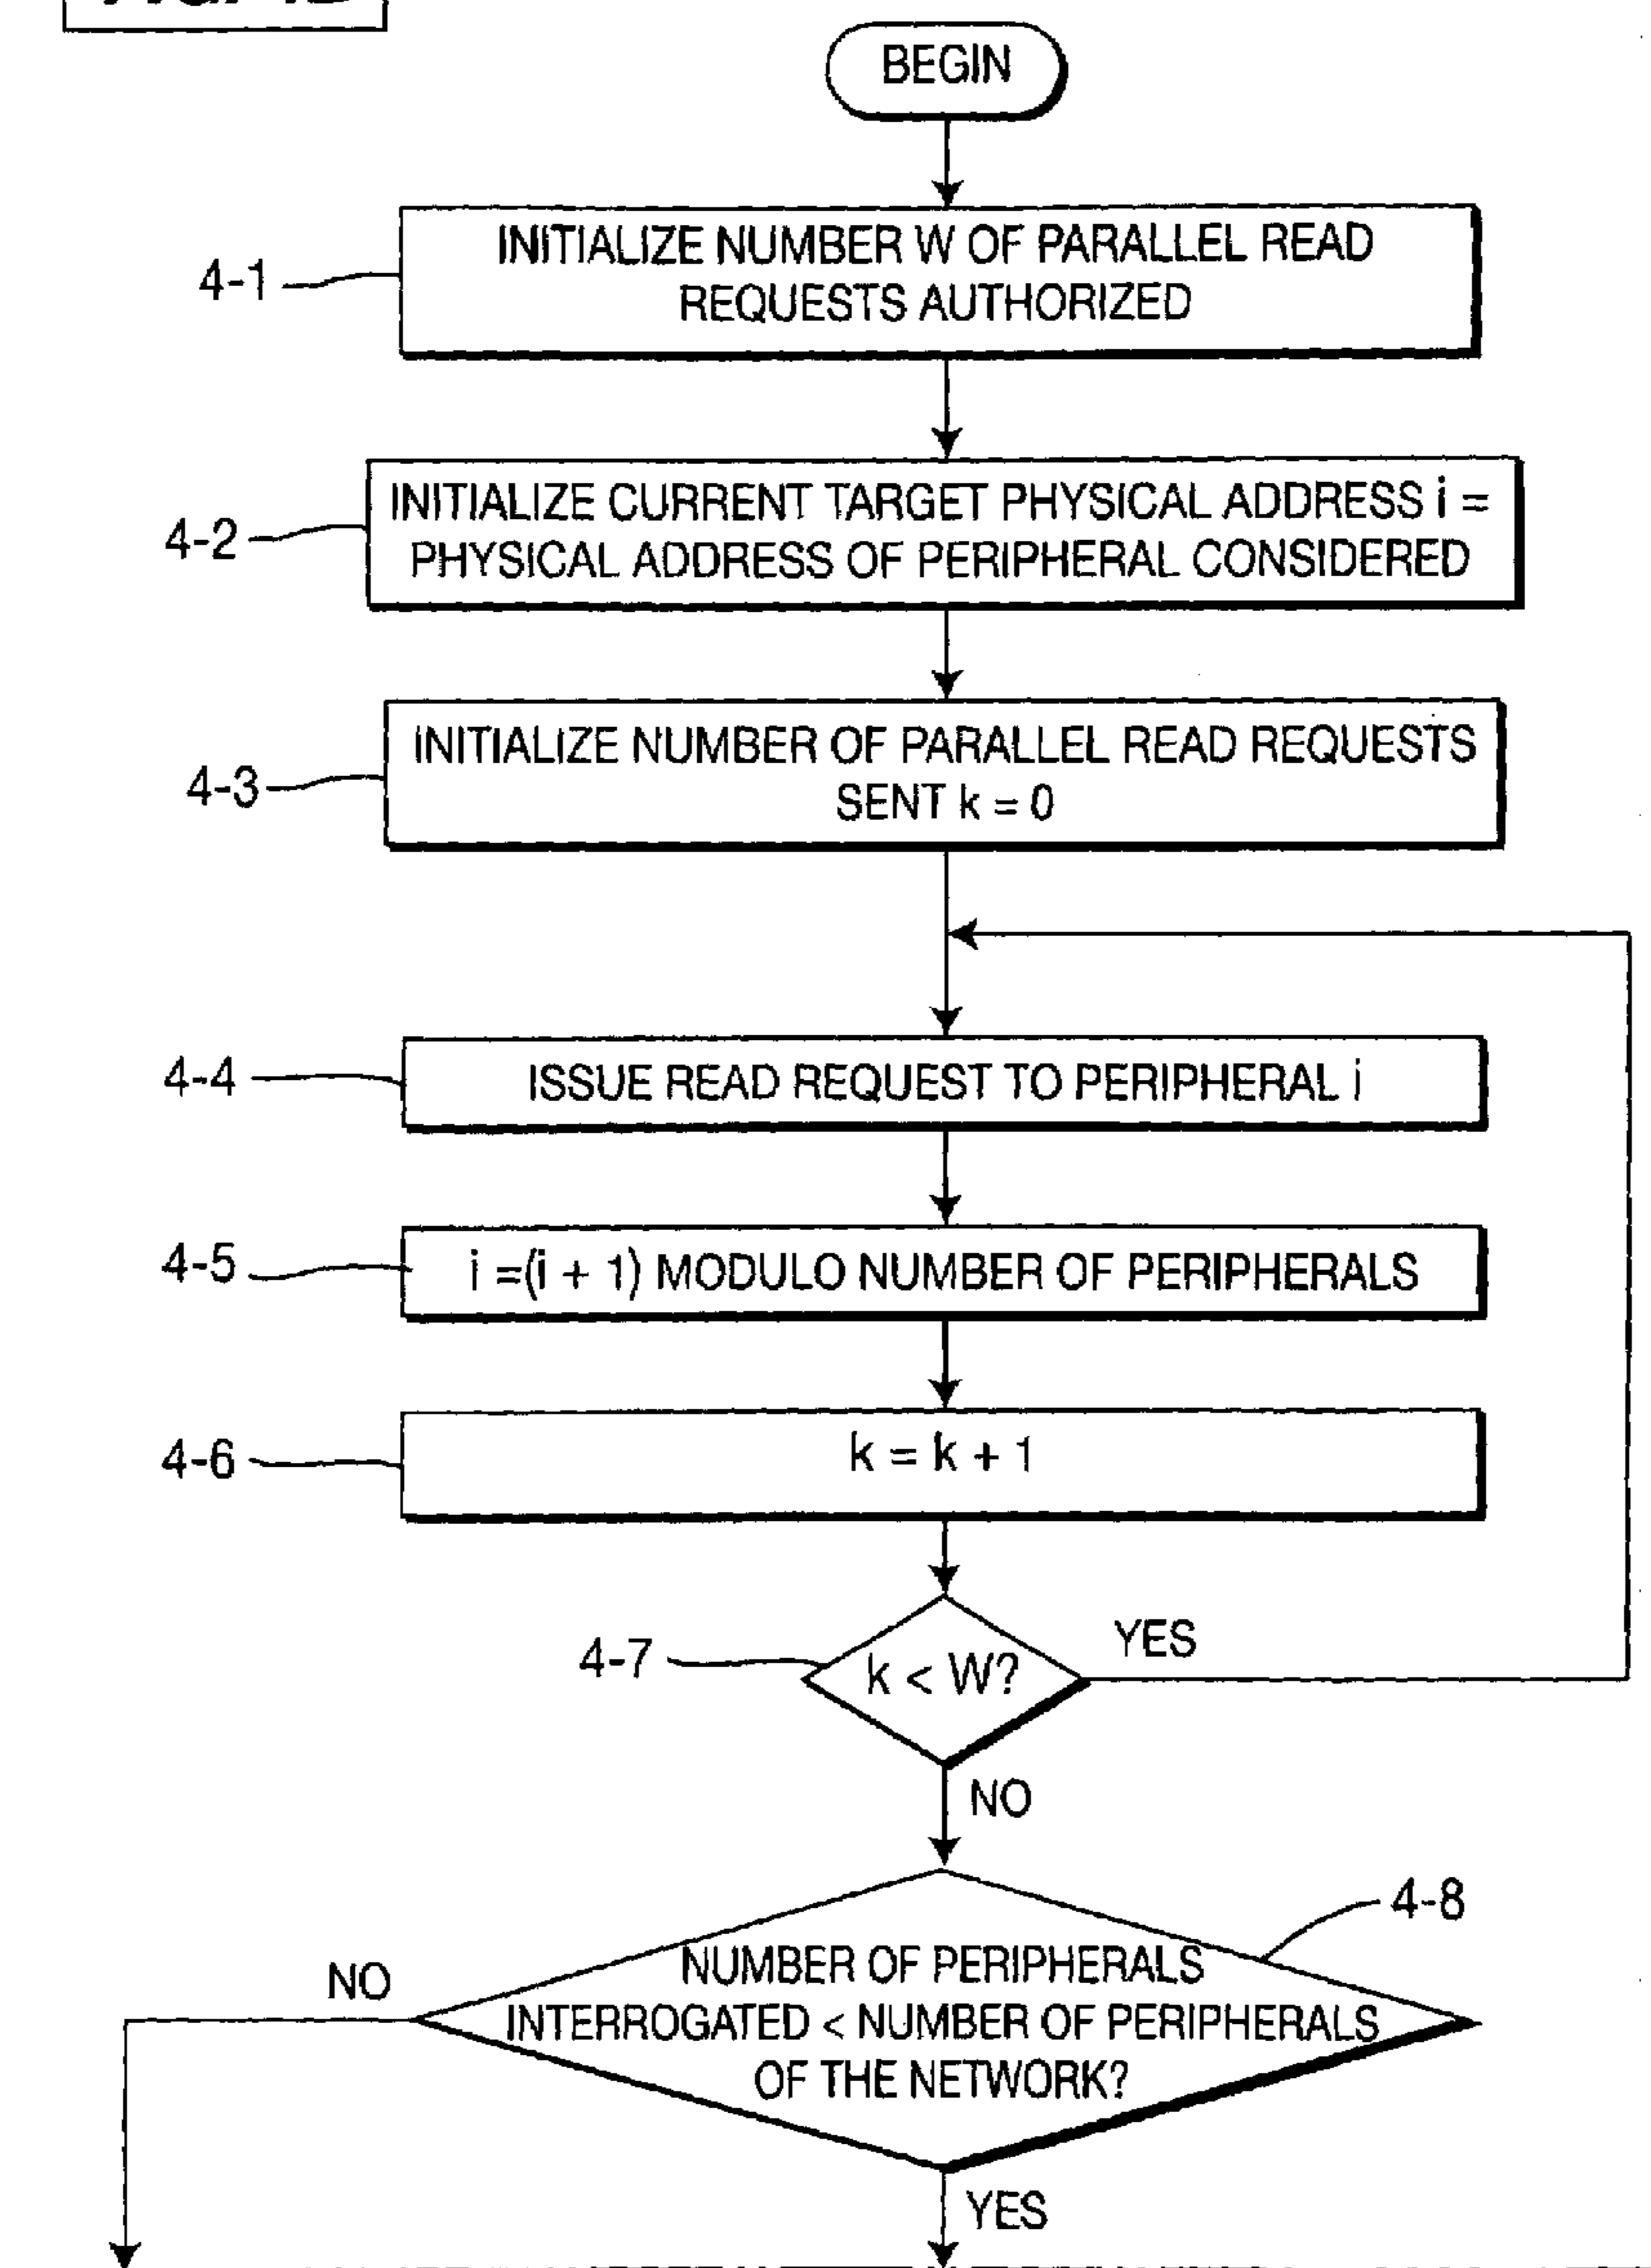 BEGIN
4-1
INITIALIZE NUMBER W OF PARALLEL READ
REQUESTS AUTHORIZED
4-2
INITIALIZE CURRENT TARGET PHYSICAL ADDRESS i =
PHYSICAL ADDRESS OF PERIPHERAL CONSIDERED
4-3
INITIALIZE NUMBER OF PARALLEL READ REQUESTS
SENT k = 0
4-4
ISSUE READ REQUEST TO PERIPHERAL i
4-5
i =(i + 1) MODULO NUMBER OF PERIPHERALS
4-6
k = k + 1
4-7
k < W?
YES
NO
4-8
NO
NUMBER OF PERIPHERALS
INTERROGATED < NUMBER OF PERIPHERALS
OF THE NETWORK?
YES